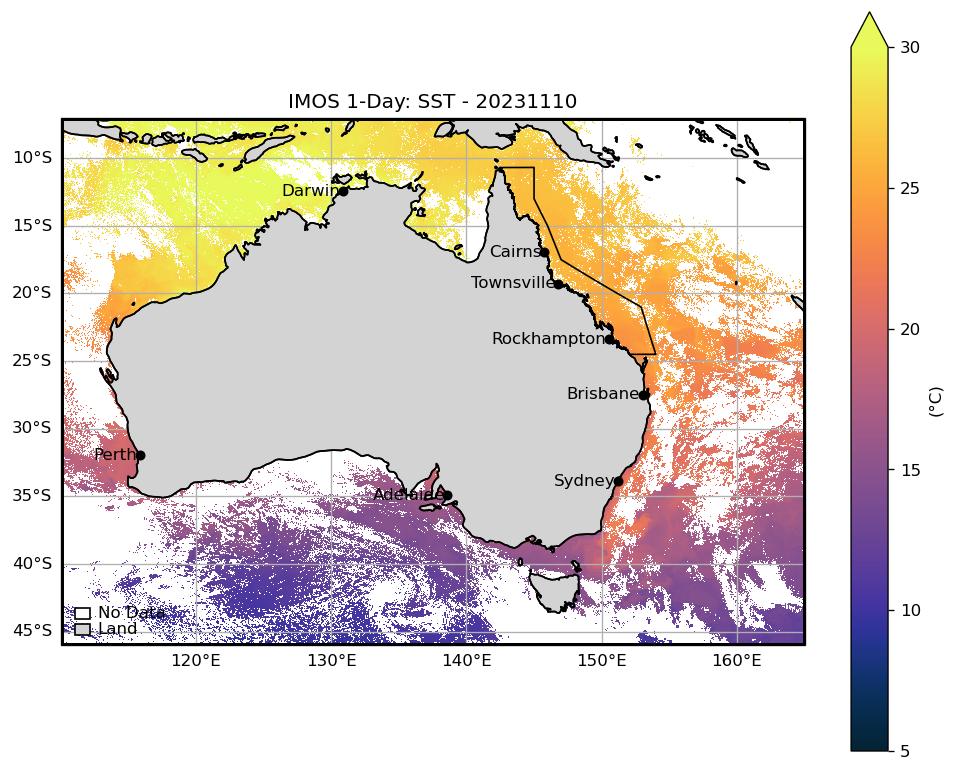 IMOS 1-Day: SST - 20231110
30
25
20
15
10
5
(°C)
10°S
15°S
20°S
25°S
30°S
35°S
40°S
45°S
Darwin
Cairns
Townsville
Rockhampton
Brisbane
Perth
Sydney
Adelaide
No Data
Land
120°E
130°E
140°E
150°E
160°E